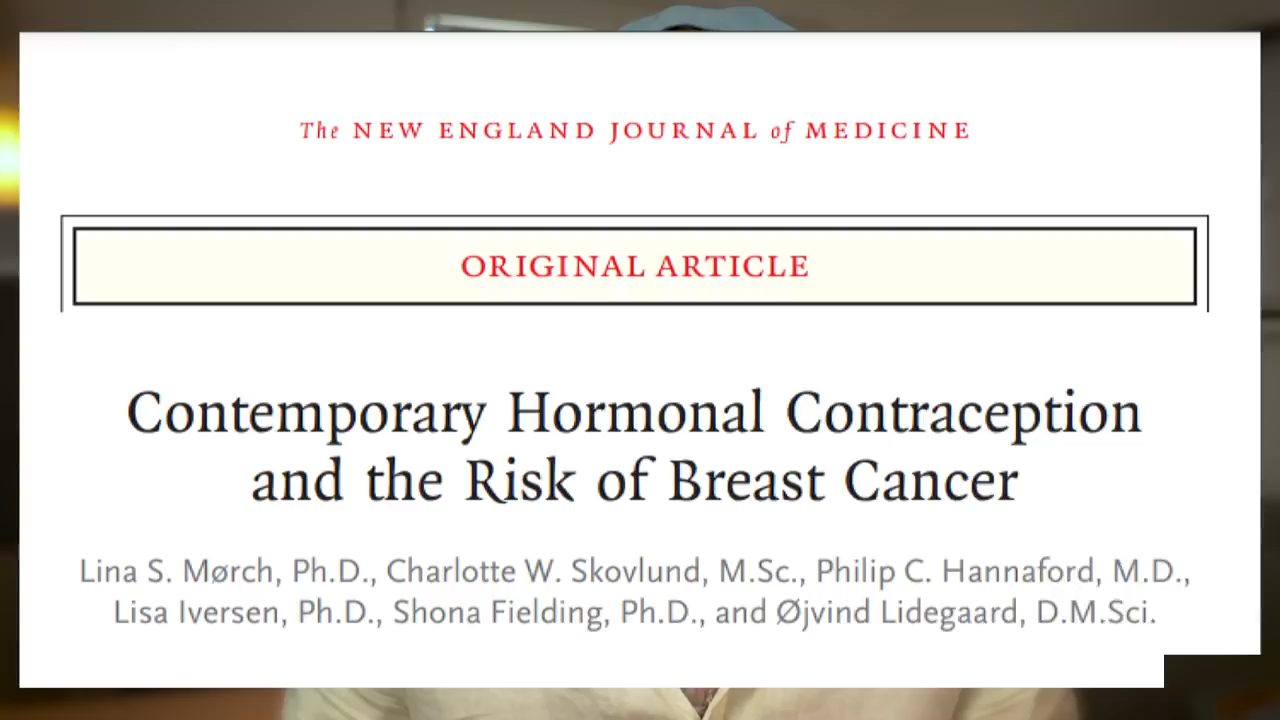 The NEW ENGLAND JOURNAL of MEDICINE
ORIGINAL ARTICLE
Contemporary Hormonal Contraception
and the Risk of Breast Cancer
Lina S. Mørch, Ph.D., Charlotte W. Skovlund, M.Sc., Philip C. Hannaford, M.D.,
Lisa Iversen, Ph.D., Shona Fielding, Ph.D., and Øjvind Lidegaard, D.M.Sci.